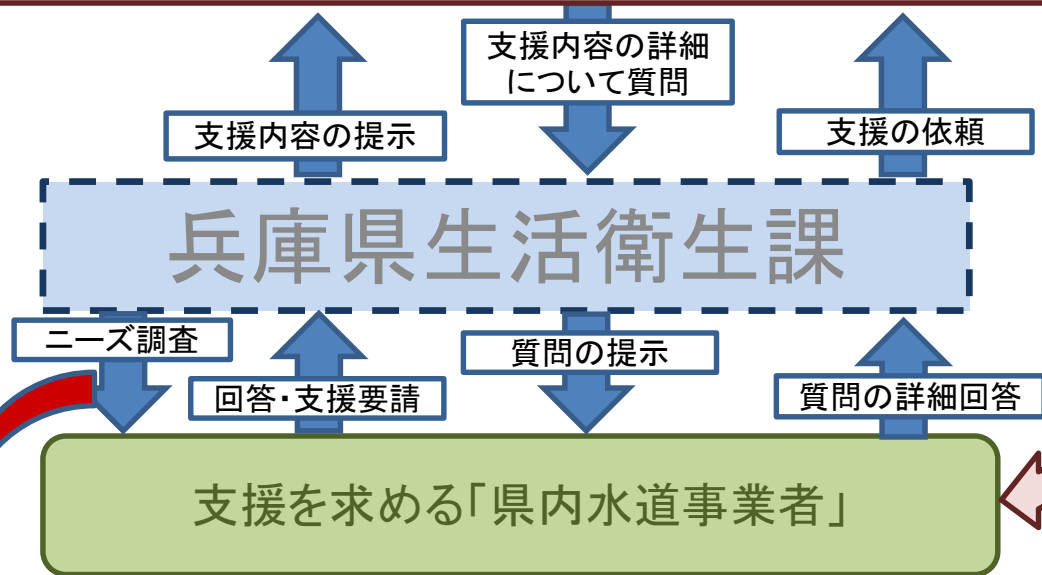 支援内容の詳細
について質問
支援内容の提示
支援の依頼
兵庫県生活衛生課
ニーズ調査
質問の提示
回答・支援要請
質問の詳細回答
支援を求める「県内水道事業者」